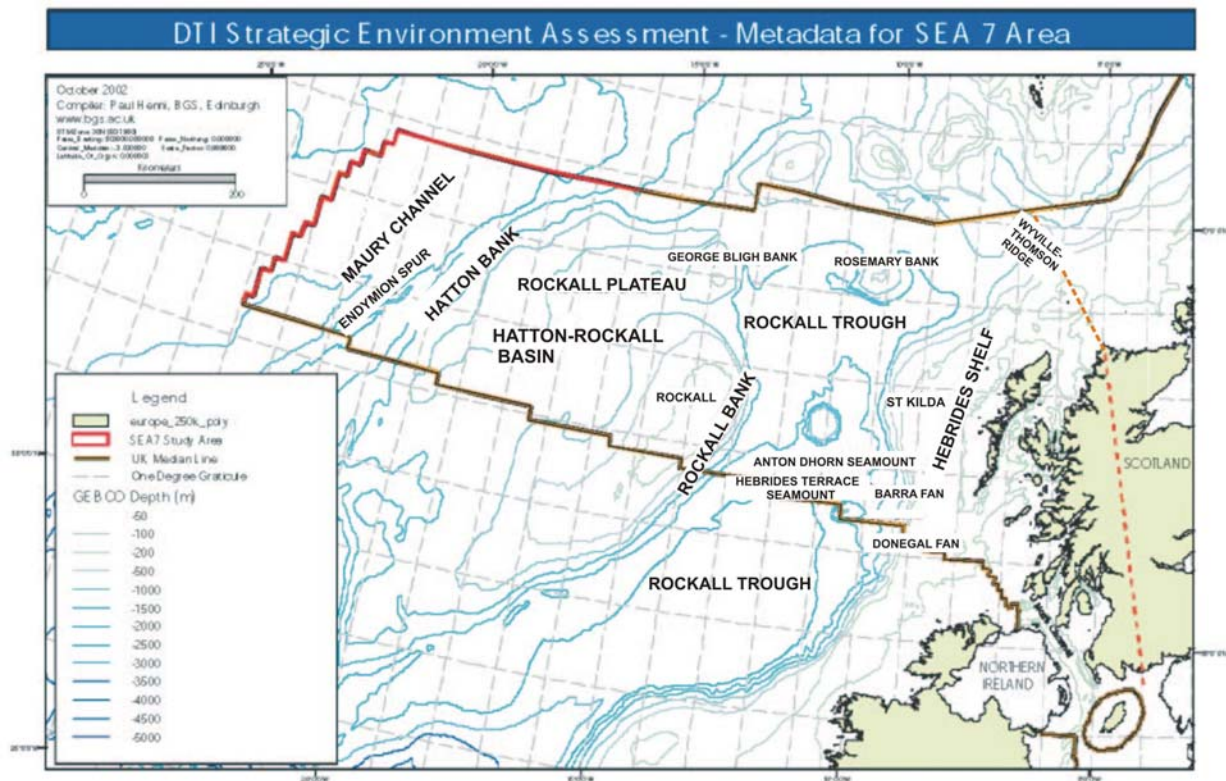 DTI Strategic Environment Assessment - Metadata for SEA 7 Area
October 2002
Compiler: Paul Henni, BGS, Edinburgh
www.bgs.ac.uk
Kilometers
0 200
MAURY CHANNEL
ENDYMION SPUR
HATTON BANK
GEORGE BLIGH BANK
ROSEMARY BANK
WYVILLE-
THOMSON
RIDGE
ROCKALL PLATEAU
ROCKALL TROUGH
HATTON-ROCKALL
BASIN
ROCKALL
ROCKALL BANK
ST KILDA
HEBRIDES SHELF
ANTON DHORN SEAMOUNT
HEBRIDES TERRACE
SEAMOUNT
BARRA FAN
DONEGAL FAN
ROCKALL TROUGH
SCOTLAND
NORTHERN
IRELAND
Legend
europe_250k_poly
SEA7 Study Area
UK Median Line
One Degree Graticule
GEBCO Depth (m)
-50
-100
-200
-500
-1000
-1500
-2000
-2500
-3000
-3500
-4000
-4500
-5000